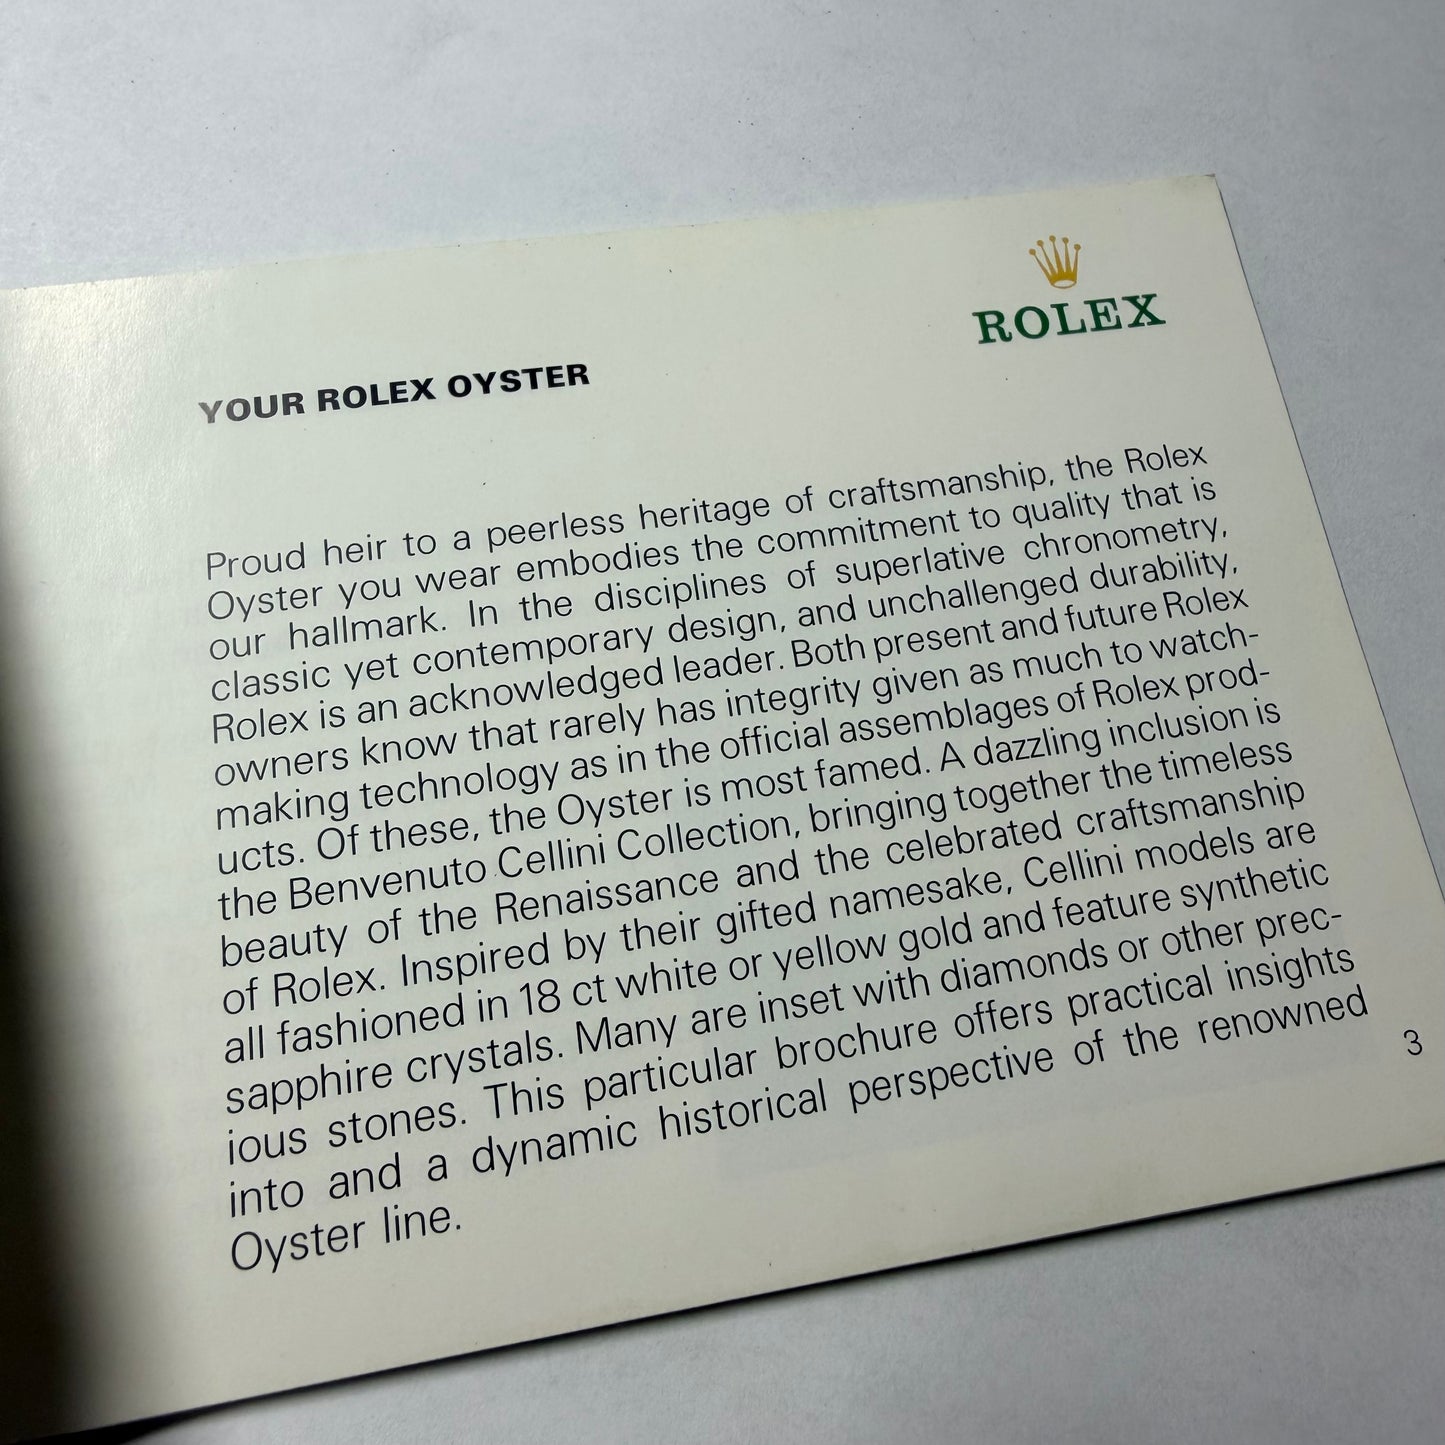 ROLEX
YOUR ROLEX OYSTER
Proud heir to a peerless heritage of craftsmanship, the Rolex
Oyster you wear embodies the commitment to quality that is
our hallmark. In the disciplines of superlative chronometry,
classic yet contemporary design, and unchallenged durability,
Rolex is an acknowledged leader. Both present and future Rolex
owners know that rarely has integrity given as much to watch-
making technology as in the official assemblages of Rolex prod-
ucts. Of these, the Oyster is most famed. A dazzling inclusion is
the Benvenuto Cellini Collection, bringing together the timeless
beauty of the Renaissance and the celebrated craftsmanship
of Rolex. Inspired by their gifted namesake, Cellini models are
all fashioned in 18 ct white or yellow gold and feature synthetic
sapphire crystals. Many are inset with diamonds or other prec-
ious stones. This particular brochure offers practical insights
into and a dynamic historical perspective of the renowned
Oyster line.
3